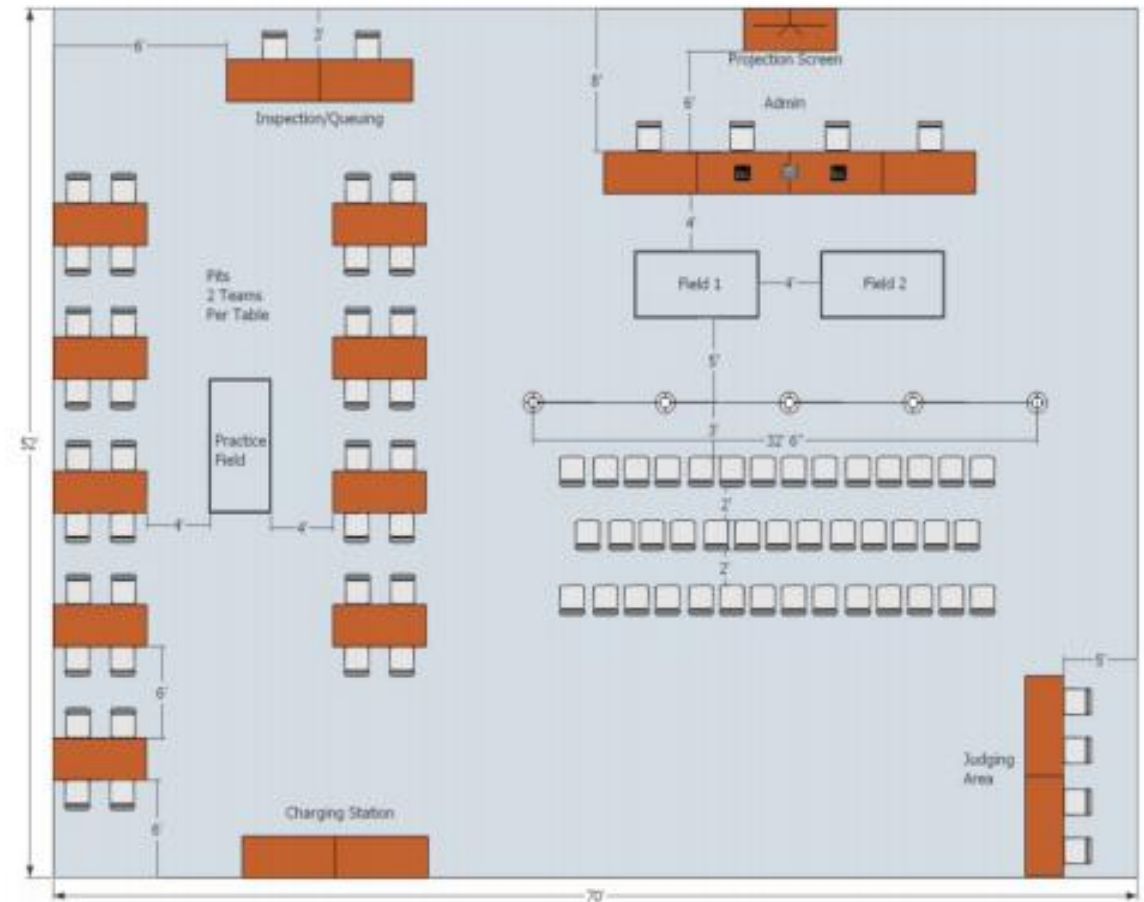 3'
6'
Inspection/Queuing
8'
Projection Screen
6'
Admin
4'
Pits
2 Teams
Per Table
Field 1
4'
Field 2
5'
52'
3'
32' 6"
Practice
Field
4'
4'
2'
2'
6'
5'
Judging
Area
Charging Station
70'